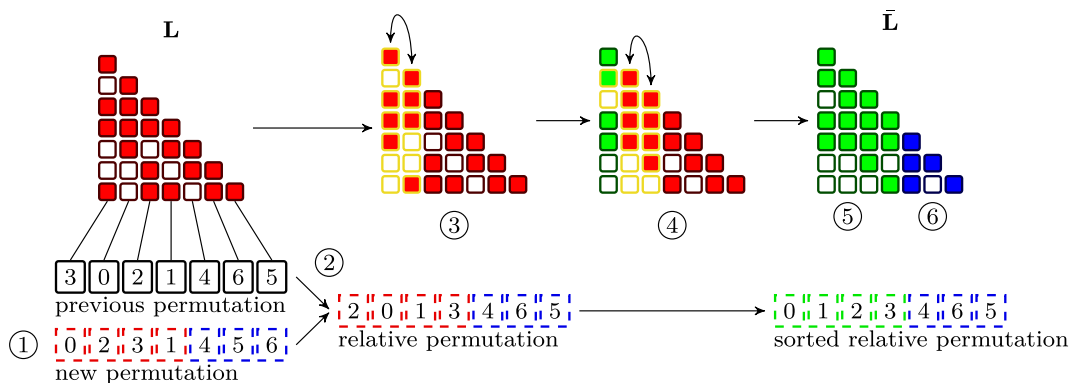 L
L̄
③
④
⑤ ⑥
3 0 2 1 4 6 5
②
previous permutation
2 0 1 3 4 6 5
relative permutation
0 1 2 3 4 6 5
sorted relative permutation
① 0 2 3 1 4 5 6
new permutation